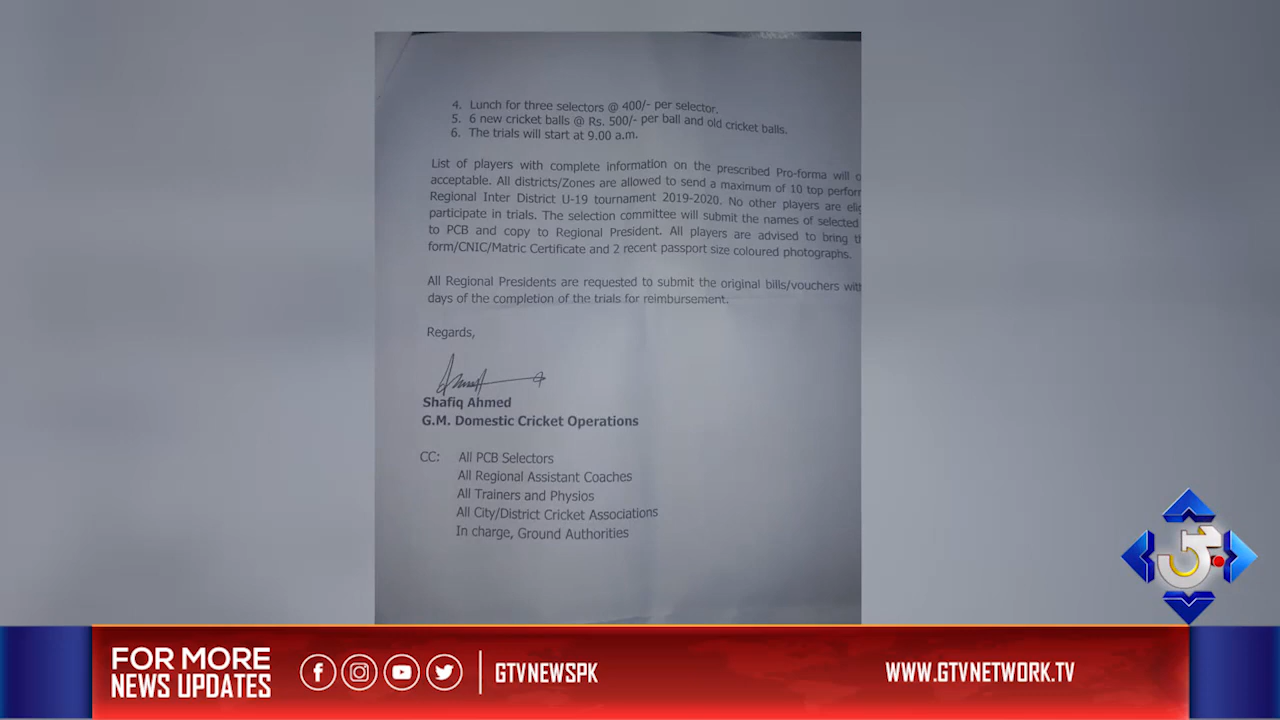 4. Lunch for three selectors @ 400/- per selector.
5. 6 new cricket balls @ Rs. 500/- per ball and old cricket balls.
6. The trials will start at 9.00 a.m.
List of players with complete information on the prescribed Pro-forma will
acceptable. All districts/Zones are allowed to send a maximum of 10 top
Regional Inter District U-19 tournament 2019-2020. No other players are
participate in trials. The selection committee will submit the names of selected
to PCB and copy to Regional President. All players are advised to bring
form/CNIC/Matric Certificate and 2 recent passport size coloured photographs.
All Regional Presidents are requested to submit the original bills/vouchers
days of the completion of the trials for reimbursement.
Regards,
Shafiq Ahmed
G.M. Domestic Cricket Operations
CC: All PCB Selectors
All Regional Assistant Coaches
All Trainers and Physios
All City/District Cricket Associations
In charge, Ground Authorities
FOR MORE
NEWS UPDATES
GTVNEWSPK
WWW.GTVNETWORK.TV